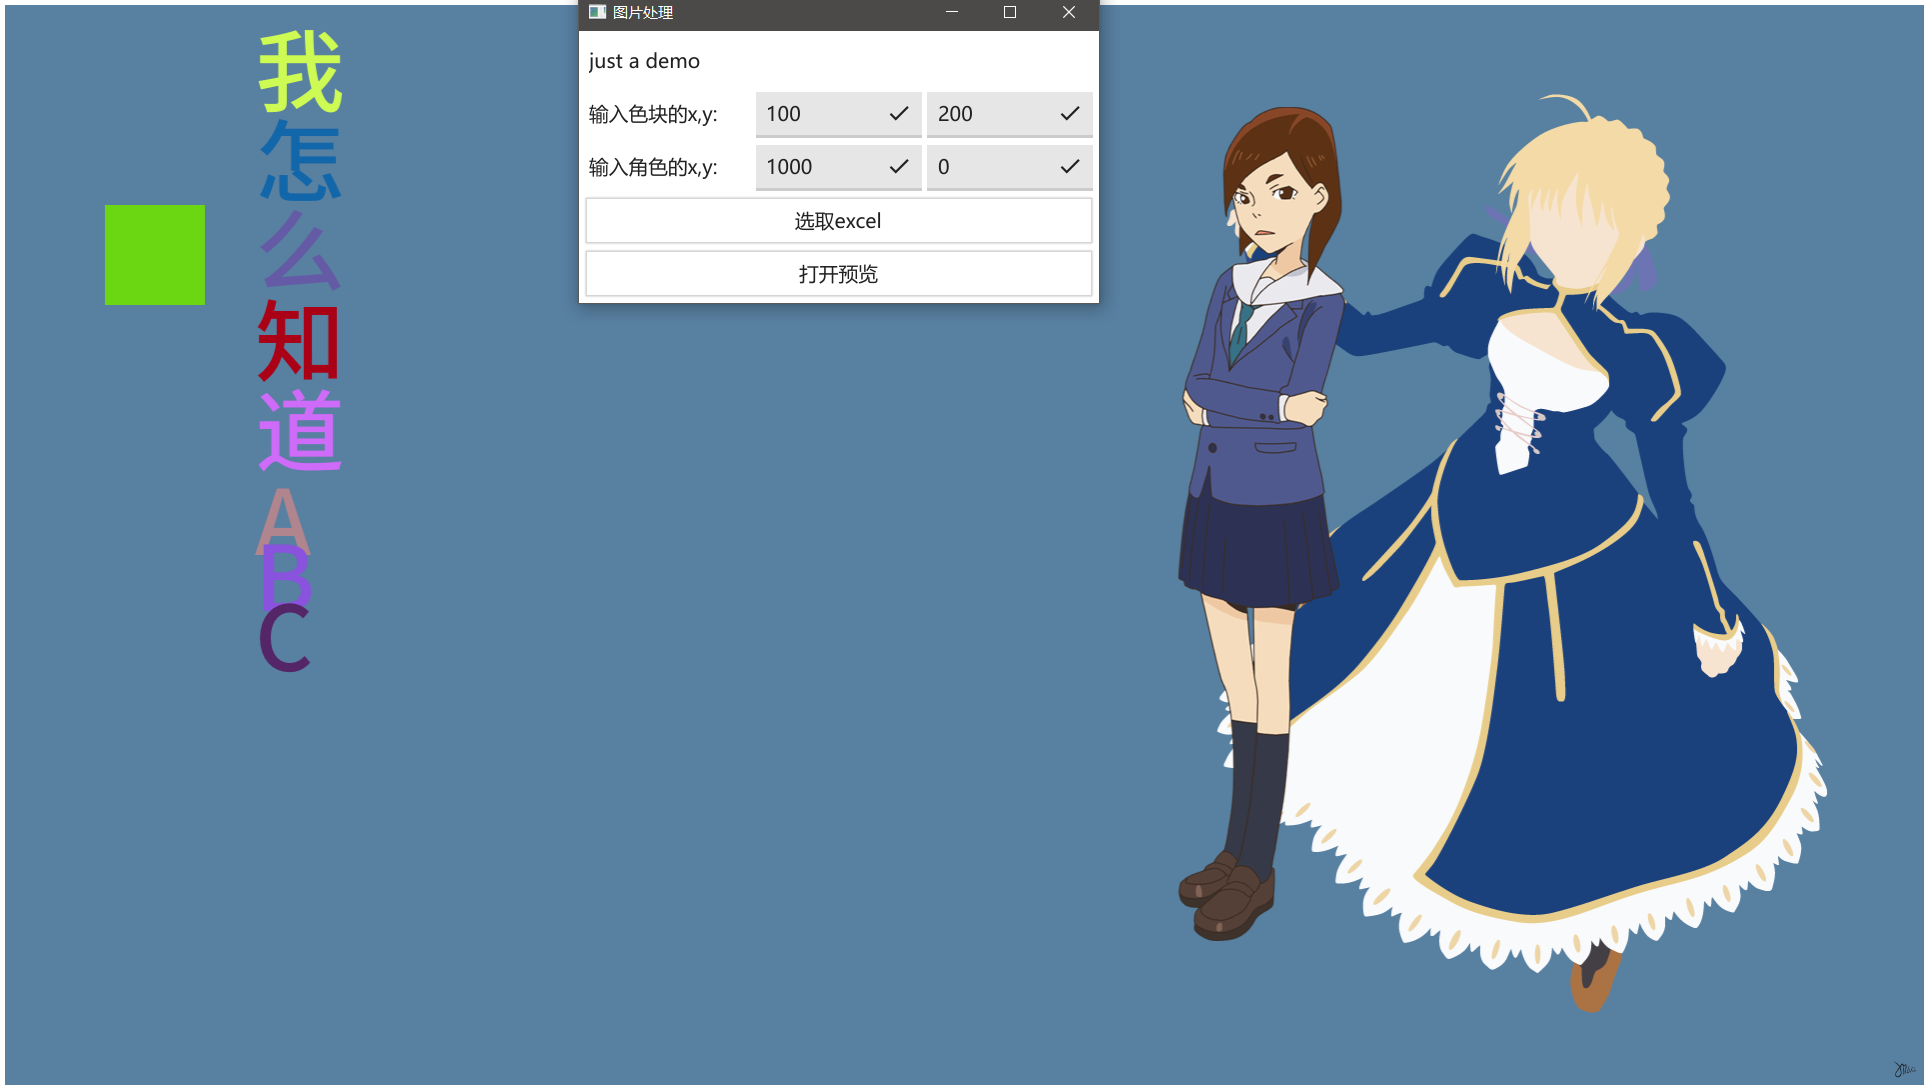 我
怎
么
知
道
A
B
C
图片处理
just a demo
输入色块的x,y:
100
200
输入角色的x,y:
1000
0
选取excel
打开预览